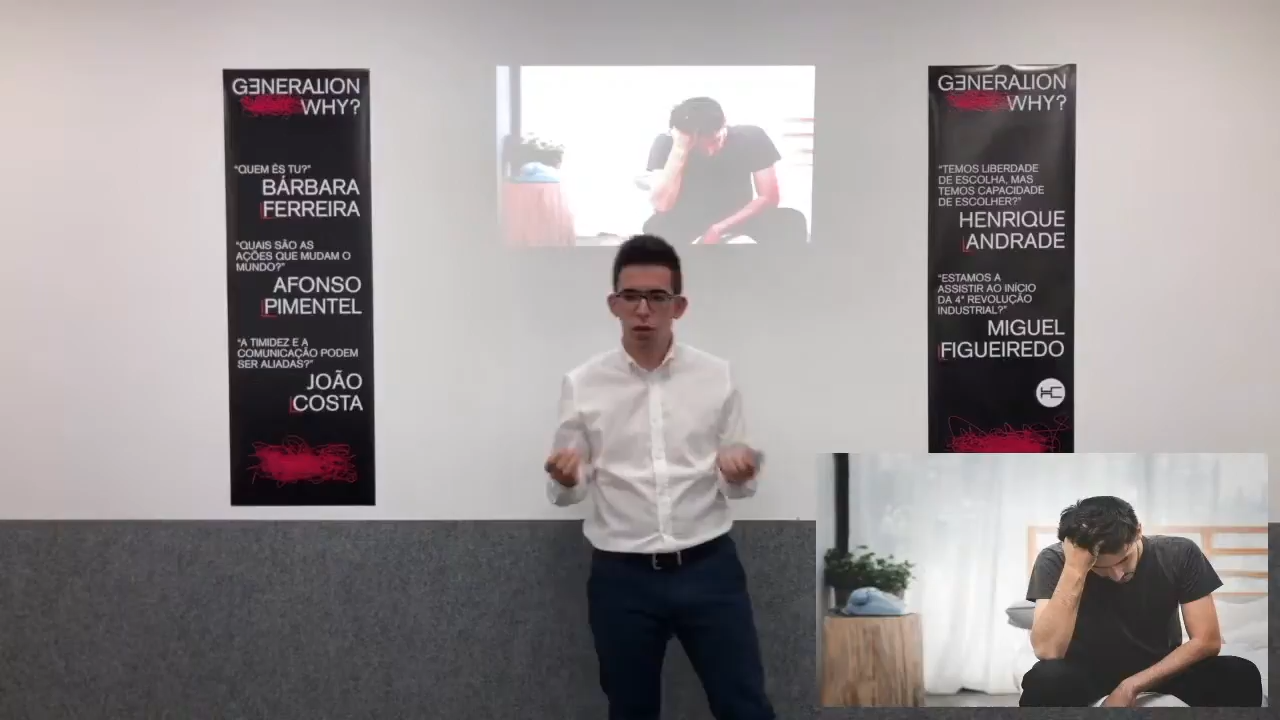 GƎNERAꞱION
WHY?
"QUEM ÉS TU?"
BÁRBARA
FERREIRA
"QUAIS SÃO AS
AÇÕES QUE MUDAM O
MUNDO?"
AFONSO
PIMENTEL
"A TIMIDEZ E A
COMUNICAÇÃO PODEM
SER ALIADAS?"
JOÃO
COSTA
GƎNERAꞱION
WHY?
"TEMOS LIBERDADE
DE ESCOLHA, MAS
TEMOS CAPACIDADE
DE ESCOLHER?"
HENRIQUE
ANDRADE
"ESTAMOS A
ASSISTIR AO INÍCIO
DA 4ª REVOLUÇÃO
INDUSTRIAL?"
MIGUEL
FIGUEIREDO